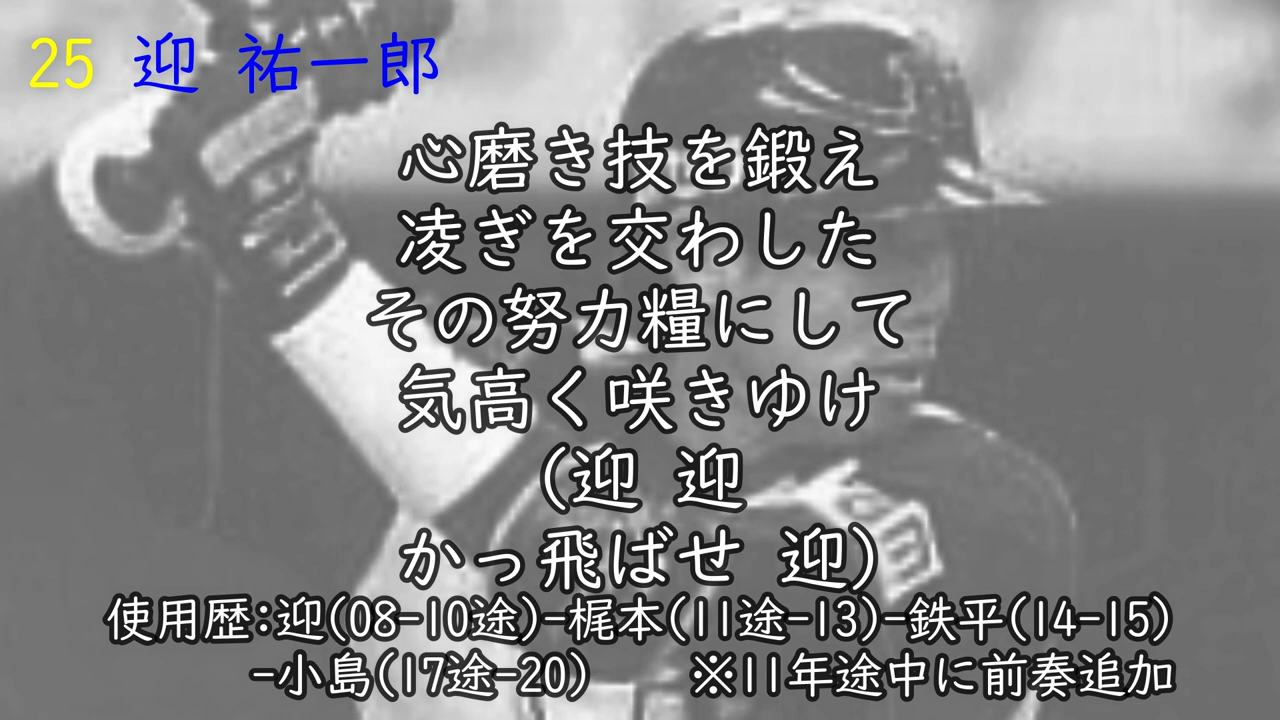 25 迎 祐一郎
心磨き技を鍛え
凌ぎを交わした
その努力糧にして
気高く咲きゆけ
(迎 迎
かっ飛ばせ 迎)
使用歴:迎(08-10途)-梶本(11途-13)-鉄平(14-15)
-小島(17途-20) ※11年途中に前奏追加